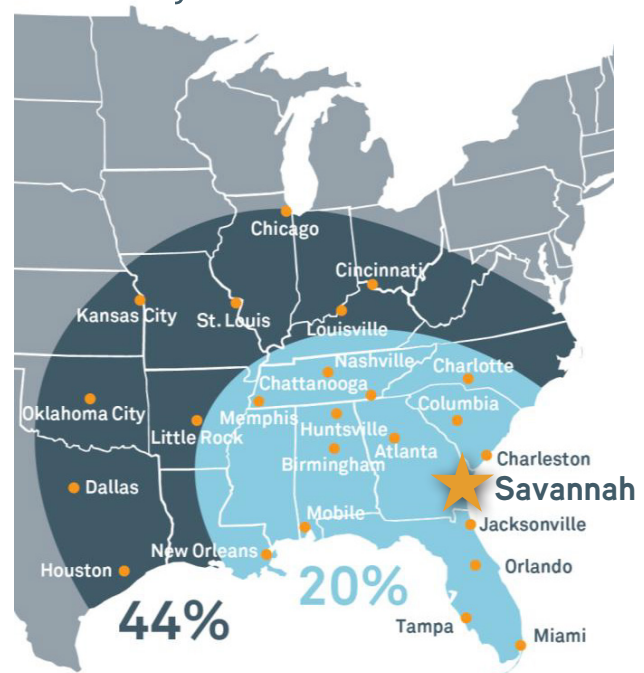 Chicago
Cincinnati
Kansas City
St. Louis
Louisville
Nashville
Charlotte
Chattanooga
Oklahoma City
Memphis
Columbia
Little Rock
Huntsville
Atlanta
Birmingham
Charleston
Dallas
Savannah
Mobile
Jacksonville
New Orleans
Houston
Orlando
20%
44%
Tampa
Miami